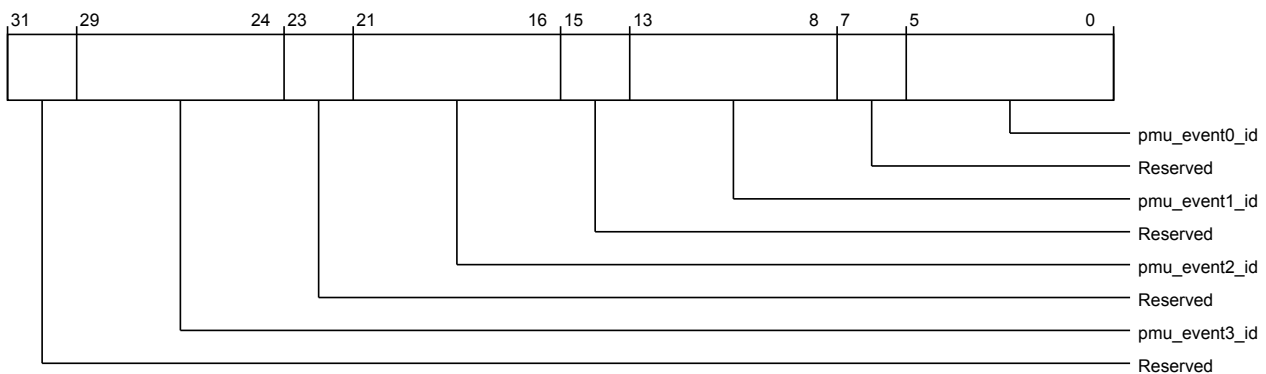 31 29 24 23 21 16 15 13 8 7 5 0
pmu_event0_id
Reserved
pmu_event1_id
Reserved
pmu_event2_id
Reserved
pmu_event3_id
Reserved